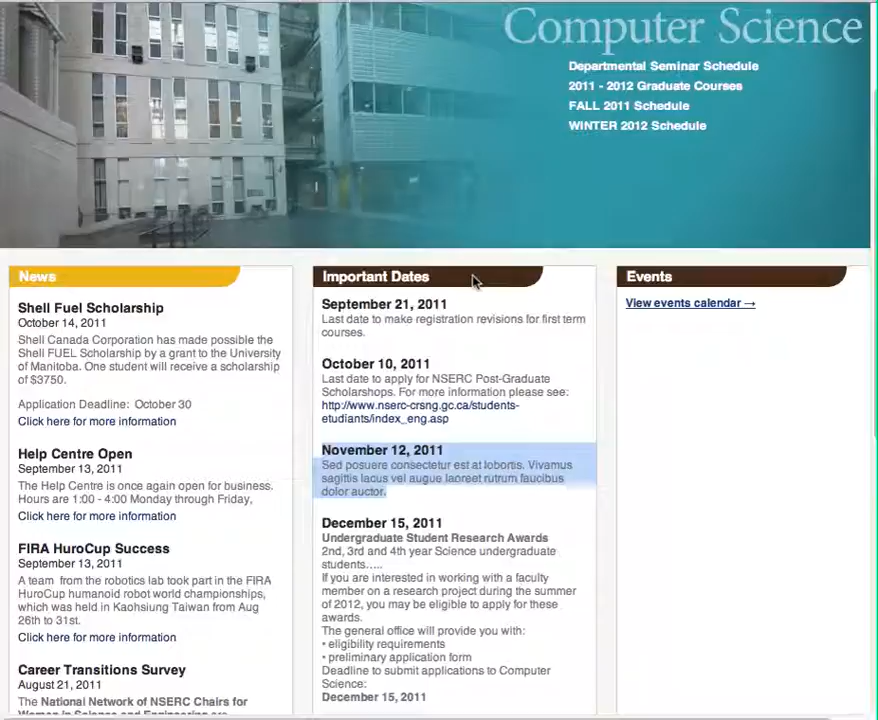 Computer Science
Departmental Seminar Schedule
2011 - 2012 Graduate Courses
FALL 2011 Schedule
WINTER 2012 Schedule
News
Shell Fuel Scholarship
October 14, 2011
Shell Canada Corporation has made possible the
Shell FUEL Scholarship by a grant to the University
of Manitoba. One student will receive a scholarship
of $3750.
Application Deadline: October 30
Click here for more information
Help Centre Open
September 13, 2011
The Help Centre is once again open for business.
Hours are 1:00 - 4:00 Monday through Friday,
Click here for more information
FIRA HuroCup Success
September 13, 2011
A team from the robotics lab took part in the FIRA
HuroCup humanoid robot world championships,
which was held in Kaohsiung Taiwan from Aug
26th to 31st.
Click here for more information
Career Transitions Survey
August 21, 2011
The National Network of NSERC Chairs for
Women in Science and Engineering are
Important Dates
September 21, 2011
Last date to make registration revisions for first term
courses.
October 10, 2011
Last date to apply for NSERC Post-Graduate
Scholarshops. For more information please see:
http://www.nserc-crsng.gc.ca/students-
etudiants/index_eng.asp
November 12, 2011
Sed posuere consectetur est at lobortis. Vivamus
sagittis lacus vel augue laoreet rutrum faucibus
dolor auctor.
December 15, 2011
Undergraduate Student Research Awards
2nd, 3rd and 4th year Science undergraduate
students.....
If you are interested in working with a faculty
member on a research project during the summer
of 2012, you may be eligible to apply for these
awards.
The general office will provide you with:
• eligibility requirements
• preliminary application form
Deadline to submit applications to Computer
Science:
December 15, 2011
Events
View events calendar →